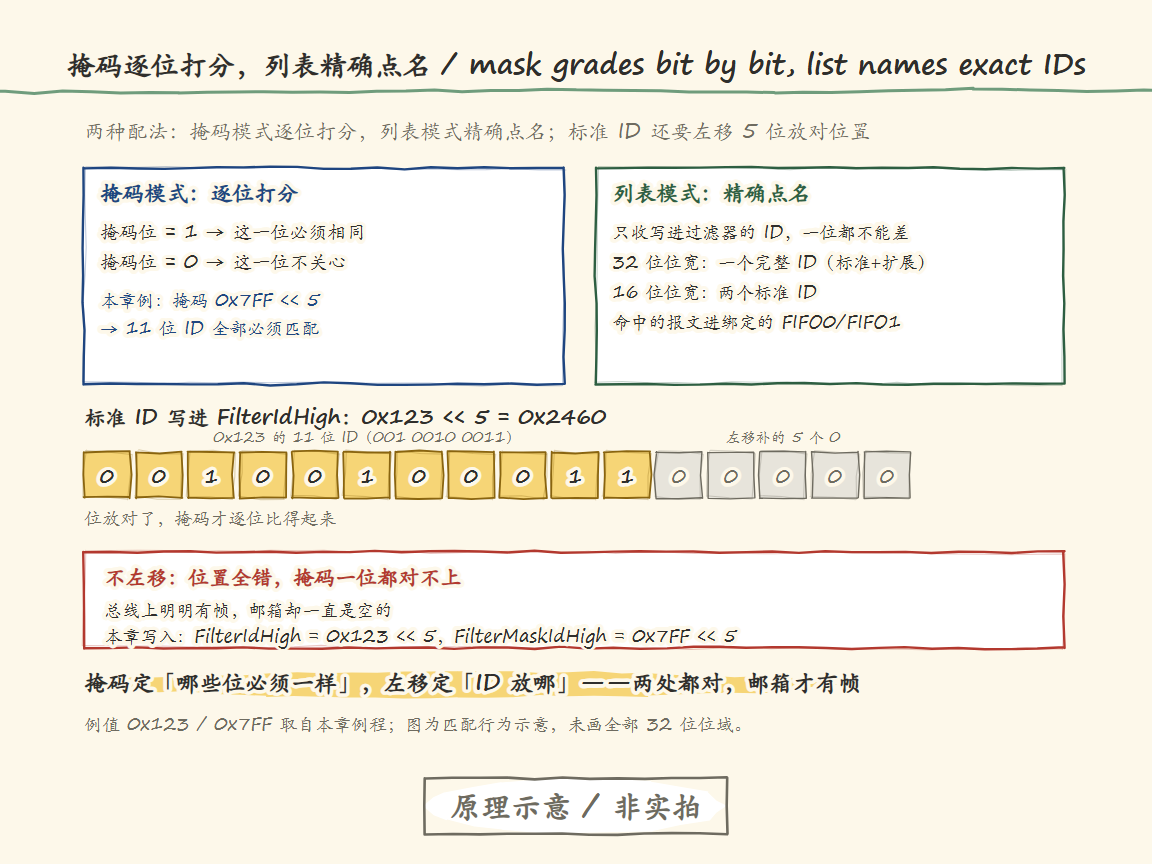 掩码逐位打分，列表精确点名 / mask grades bit by bit, list names exact IDs
两种配法：掩码模式逐位打分，列表模式精确点名；标准 ID 还要左移 5 位放对位置
掩码模式：逐位打分
掩码位 = 1 → 这一位必须相同
掩码位 = 0 → 这一位不关心
本章例：掩码 0x7FF << 5
→ 11 位 ID 全部必须匹配
列表模式：精确点名
只收写进过滤器的 ID，一位都不能差
32 位位宽：一个完整 ID（标准+扩展）
16 位位宽：两个标准 ID
命中的报文进绑定的 FIFO0/FIFO1
标准 ID 写进 FilterIdHigh：0x123 << 5 = 0x2460
0x123 的 11 位 ID（001 0010 0011） 左移补的 5 个 0
0 0 1 0 0 1 0 0 0 1 1 0 0 0 0 0
位放对了，掩码才逐位比得起来
不左移：位置全错，掩码一位都对不上
总线上明明有帧，邮箱却一直是空的
本章写入：FilterIdHigh = 0x123 << 5，FilterMaskIdHigh = 0x7FF << 5
掩码定「哪些位必须一样」，左移定「ID 放哪」——两处都对，邮箱才有帧
例值 0x123 / 0x7FF 取自本章例程；图为匹配行为示意，未画全部 32 位位域。
原理示意 / 非实拍